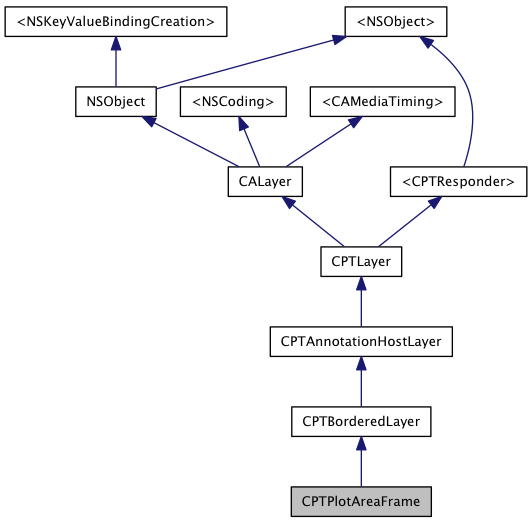 <NSKeyValueBindingCreation>
<NSObject>
NSObject
<NSCoding>
<CAMediaTiming>
CALayer
<CPTResponder>
CPTLayer
CPTAnnotationHostLayer
CPTBorderedLayer
CPTPlotAreaFrame